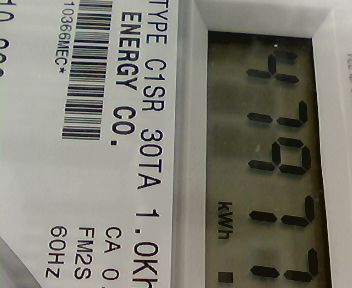 TYPE C1SR 30TA 1.0Kh
ENERGY CO.
CA 0.
FM2S
10366MEC*
60Hz
kWh